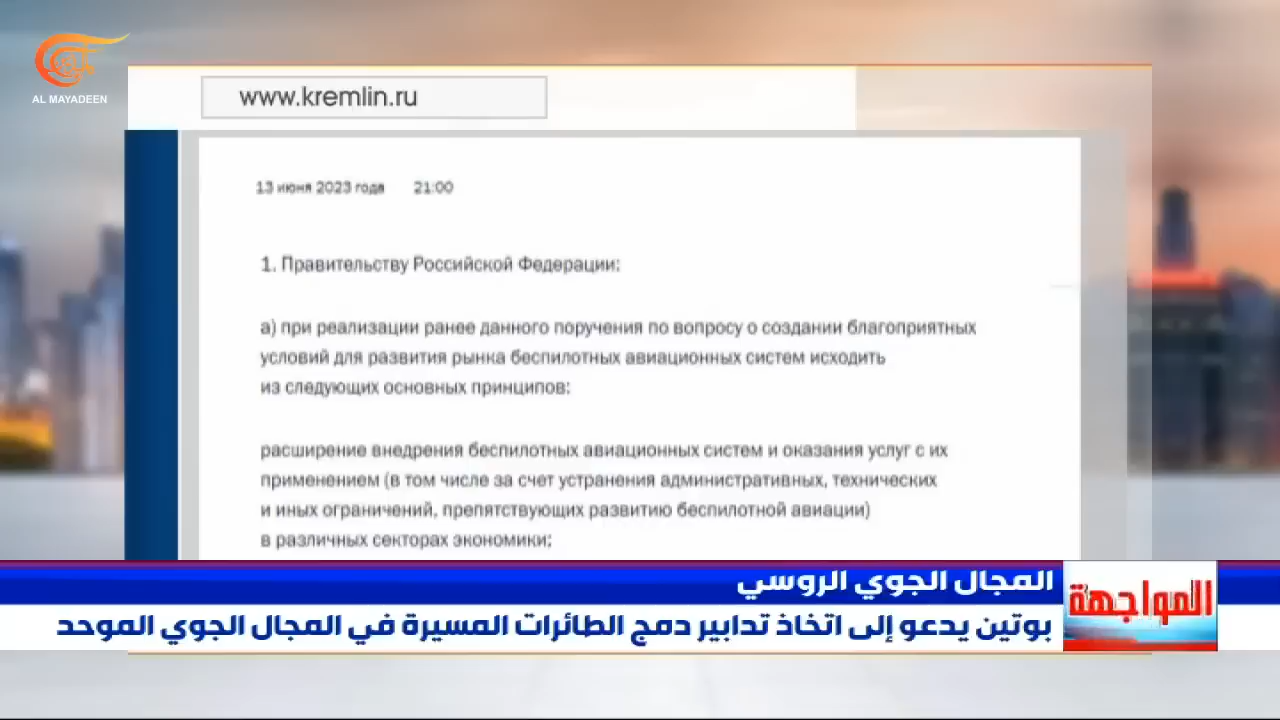 AL MAYADEEN
www.kremlin.ru
13 июня 2023 года 21:00
1. Правительству Российской Федерации:
а) при реализации ранее данного поручения по вопросу о создании благоприятных
условий для развития рынка беспилотных авиационных систем исходить
из следующих основных принципов:
расширение внедрения беспилотных авиационных систем и оказания услуг с их
применением (в том числе за счет устранения административных, технических
и иных ограничений, препятствующих развитию беспилотной авиации)
в различных секторах экономики;
المواجهة
المجال الجوي الروسي
بوتين يدعو إلى اتخاذ تدابير دمج الطائرات المسيرة في المجال الجوي الموحد